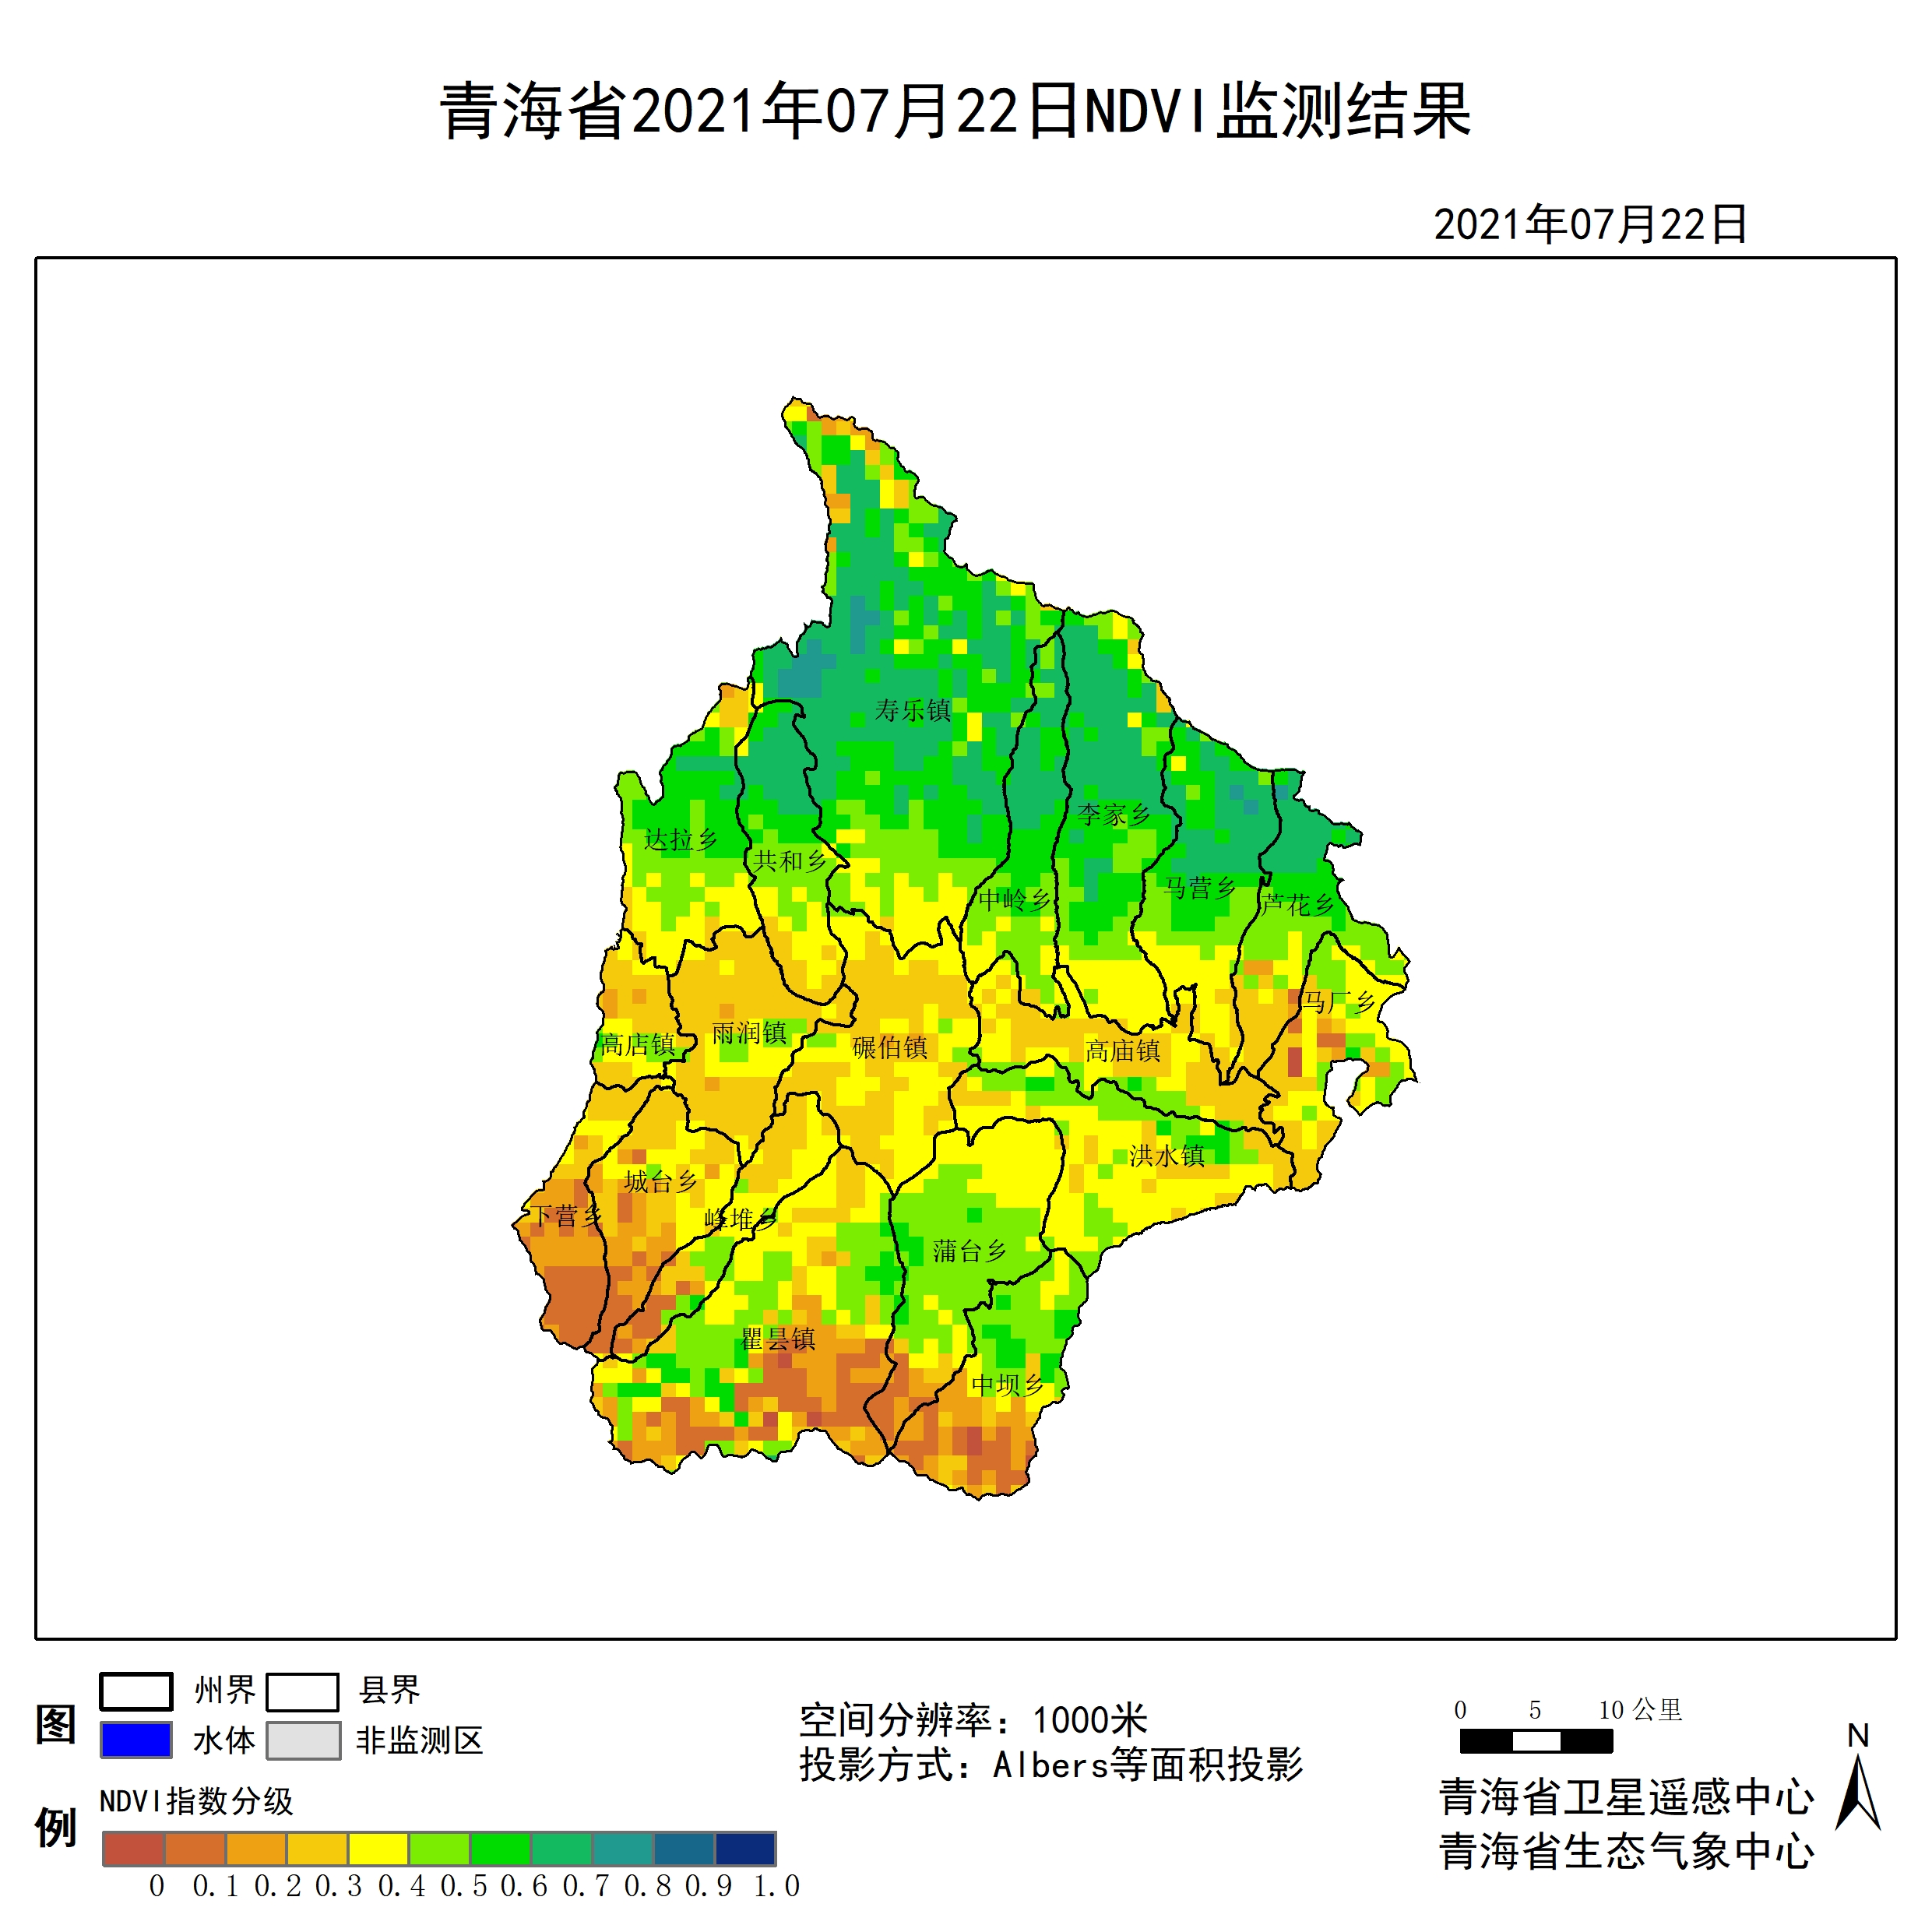 青海省2021年07月22日NDVI监测结果
2021年07月22日
寿乐镇
李家乡
达拉乡
共和乡
马营乡
中岭乡
芦花乡
马厂乡
雨润镇
高店镇
碾伯镇
高庙镇
洪水镇
城台乡
下营乡
峰堆乡
蒲台乡
瞿昙镇
中坝乡
图例
州界
县界
水体
非监测区
NDVI指数分级
0 0.1 0.2 0.3 0.4 0.5 0.6 0.7 0.8 0.9 1.0
空间分辨率：1000米
投影方式：Albers等面积投影
0 5 10 公里
N
青海省卫星遥感中心
青海省生态气象中心